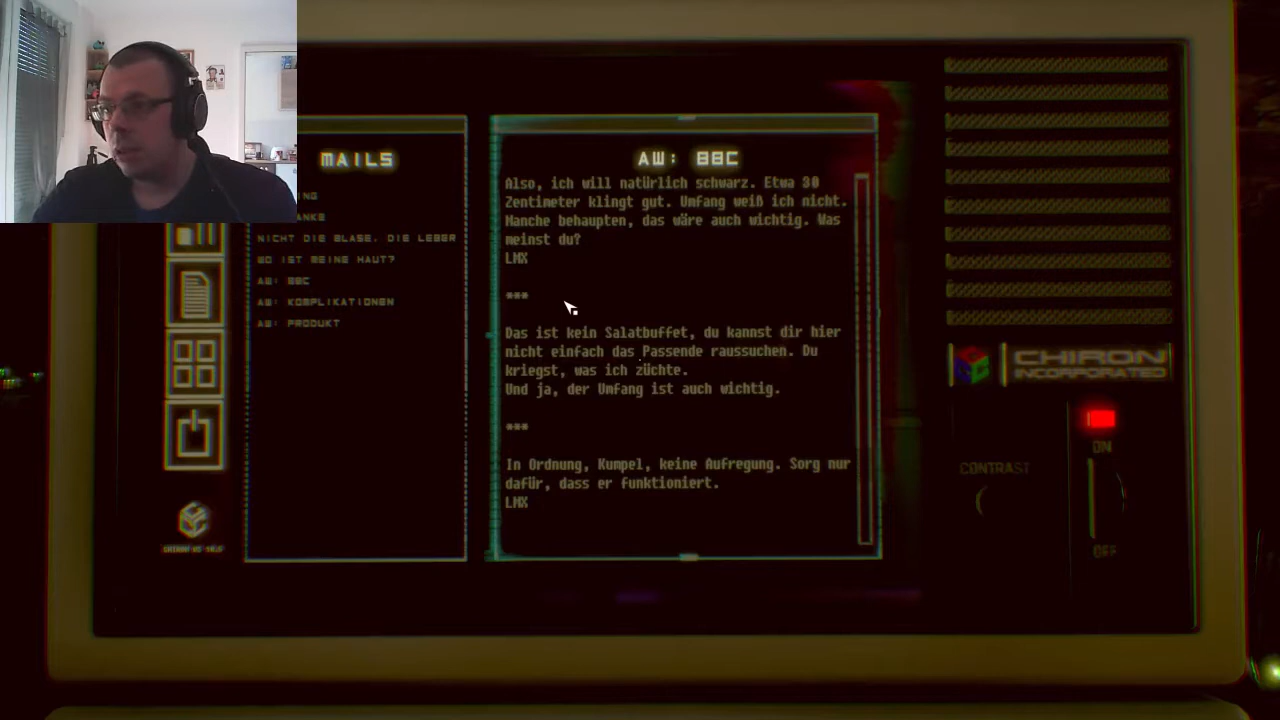 MAILS
NICHT DIE BLASE, DIE LEBER
WO IST MEINE HAUT?
AW: BBC
AW: KOMPLIKATIONEN
AW: PRODUKT
AW: BBC
Also, ich will natürlich schwarz. Etwa 30
Zentimeter klingt gut. Umfang weiß ich nicht.
Manche behaupten, das wäre auch wichtig. Was
meinst du?
LMX
***
Das ist kein Salatbuffet, du kannst dir hier
nicht einfach das Passende raussuchen. Du
kriegst, was ich züchte.
Und ja, der Umfang ist auch wichtig.
***
In Ordnung, Kumpel, keine Aufregung. Sorg nur
dafür, dass er funktioniert.
LMX
CHIRON
INCORPORATED
CONTRAST
ON
OFF